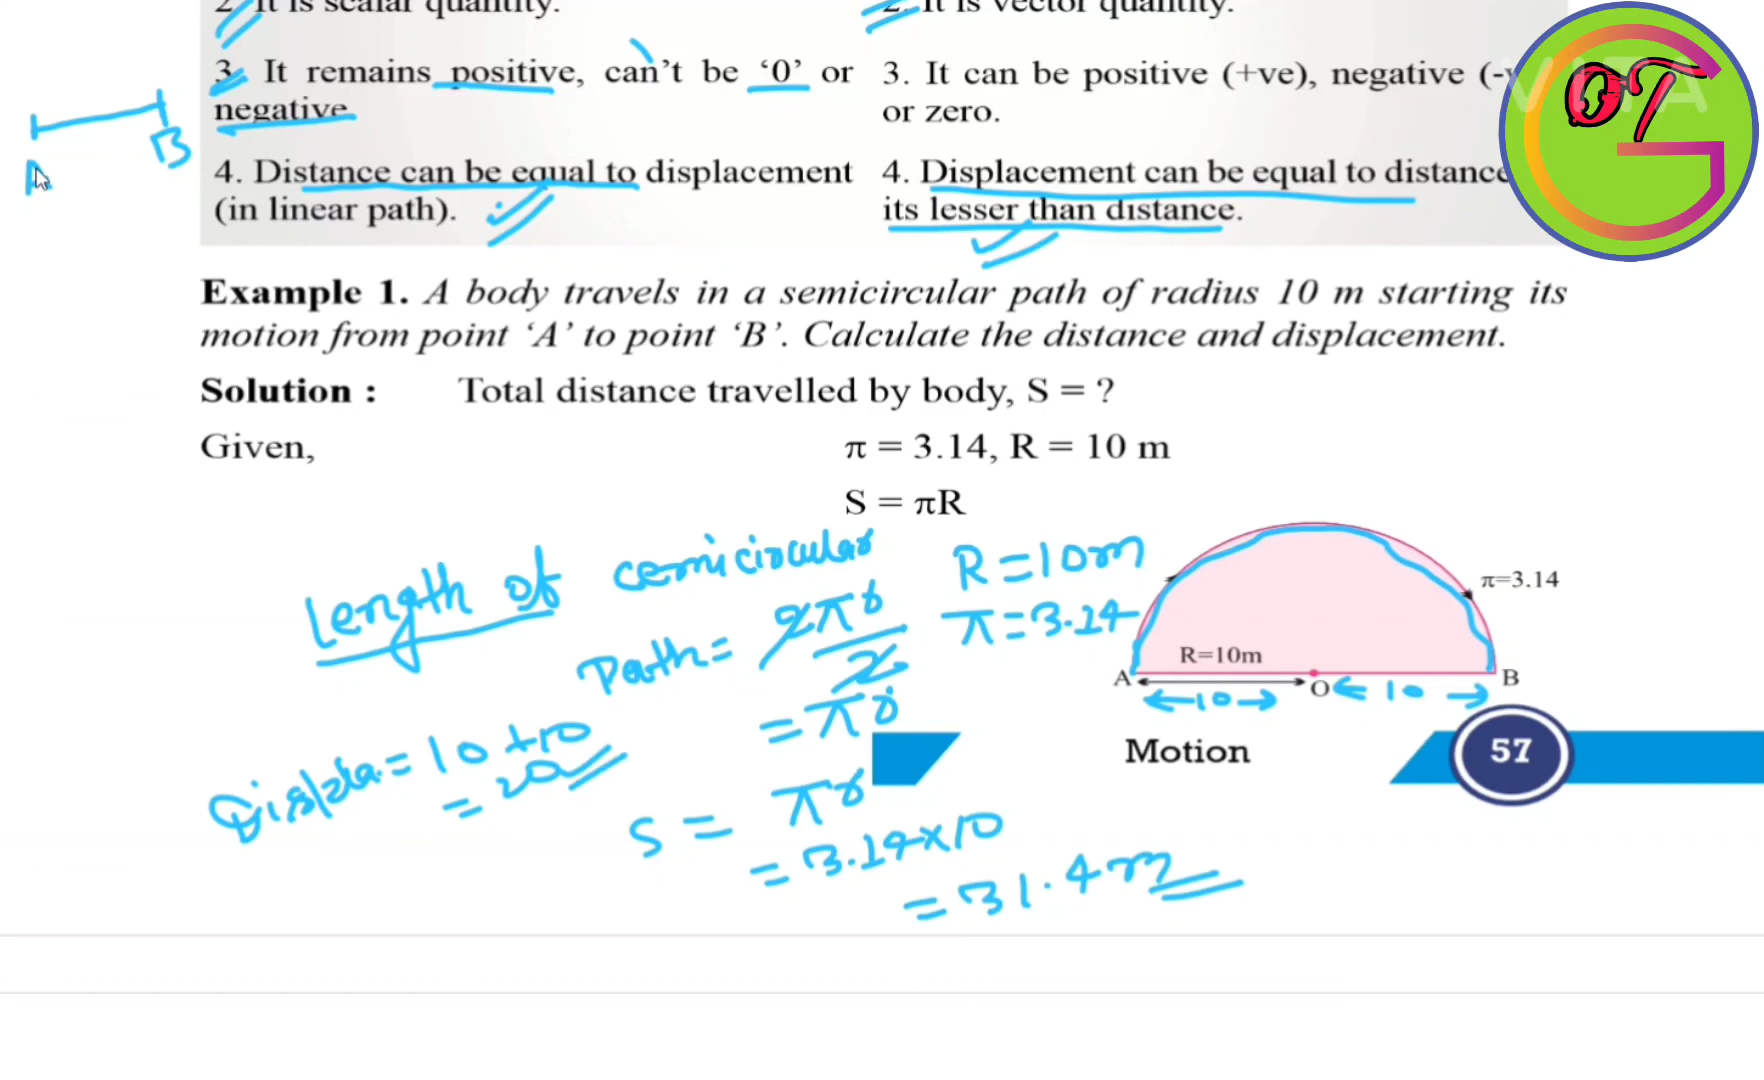 2. It is scalar quantity.
2. It is vector quantity.
3. It remains positive, can’t be ‘0’ or negative
3. It can be positive (+ve), negative (-v or zero.
4. Distance can be equal to displacement (in linear path).
4. Displacement can be equal to distance its lesser than distance.
A
B
OT
G
VITA
Example 1. A body travels in a semicircular path of radius 10 m starting its
motion from point ‘A’ to point ‘B’. Calculate the distance and displacement.
Solution : Total distance travelled by body, S = ?
Given, π = 3.14, R = 10 m
S = πR
Length of cemicircular
Path = 2πr/2
= πr
R = 10m
π = 3.14
π=3.14
R=10m
A
O
B
10
10
Displa. = 10+10
= 20
S = πr
= 3.14×10
= 31.4m
Motion
57